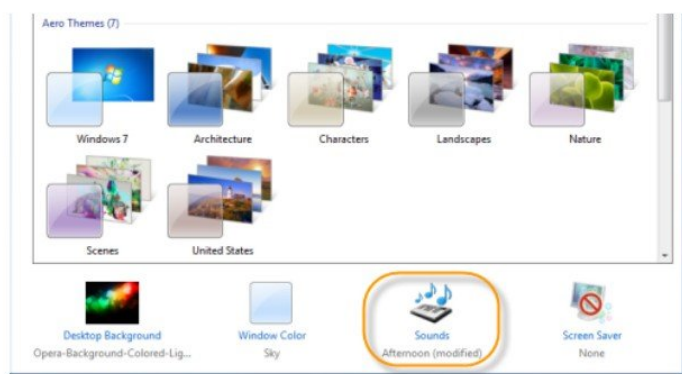 Aero Themes (7)
Windows 7 Architecture Characters Landscapes Nature
Scenes United States
Desktop Background Window Color Sounds Screen Saver
Opera-Background-Colored-Lig... Sky Afternoon (modified) None